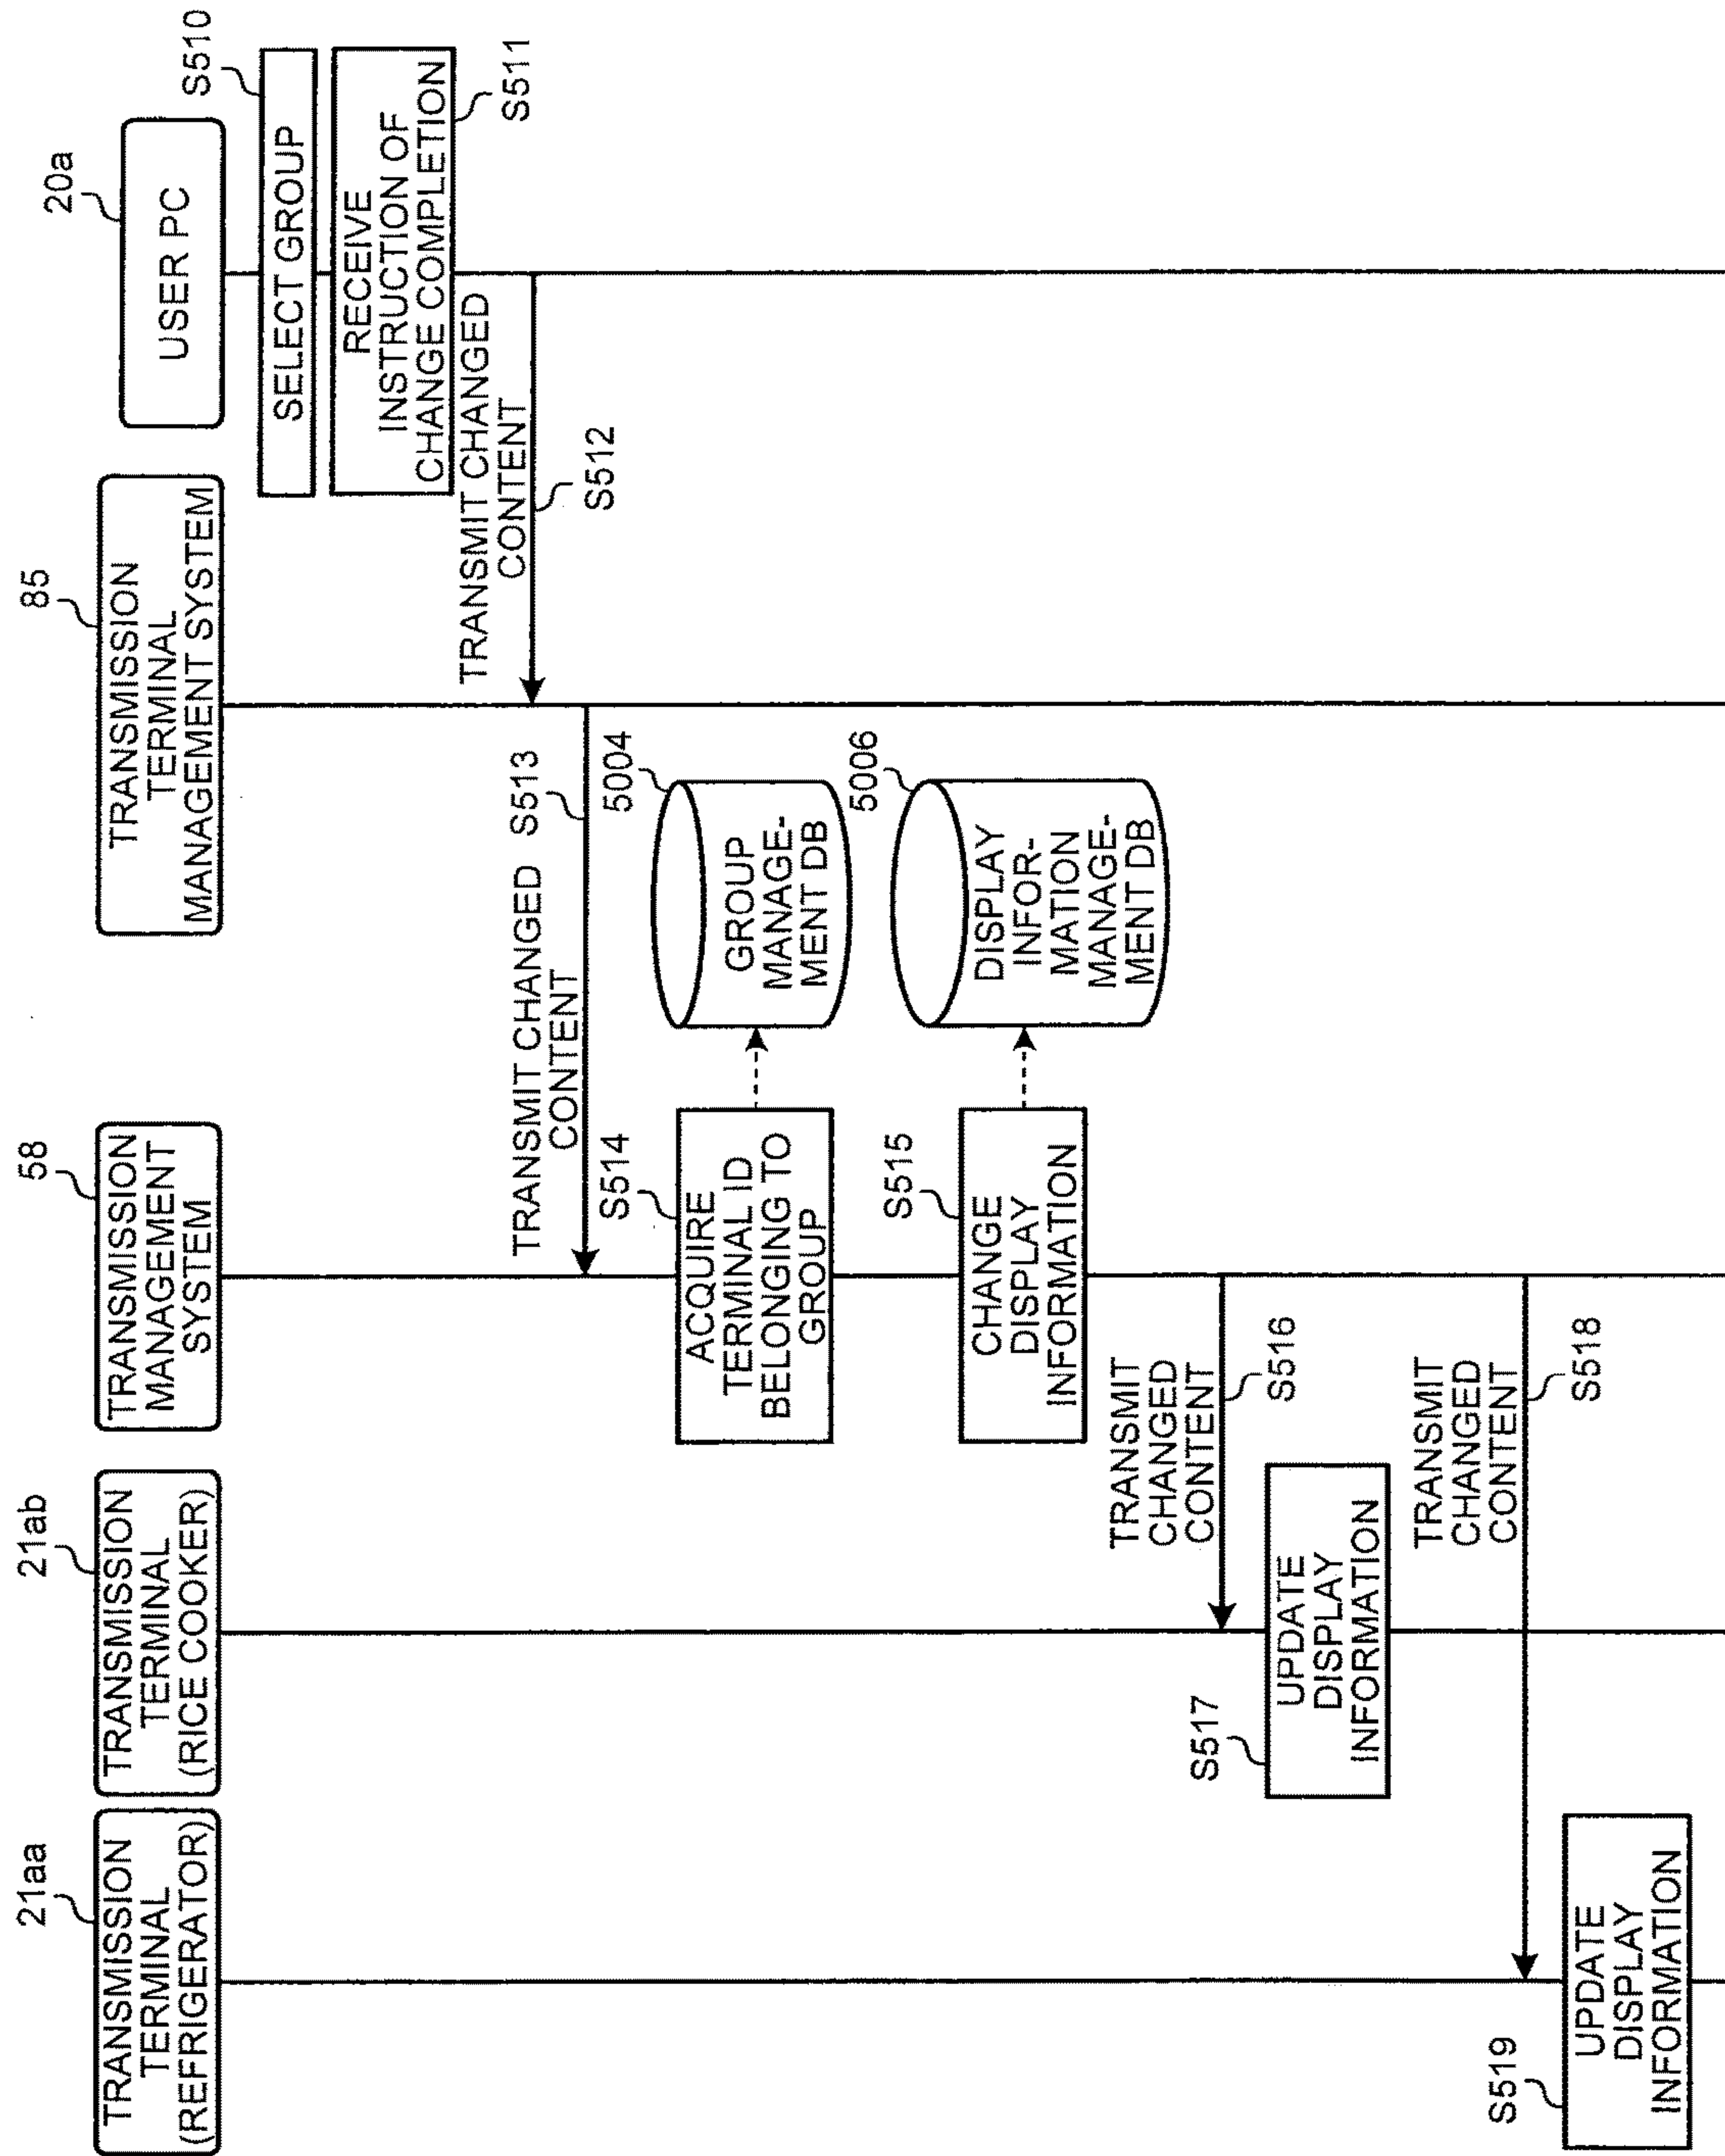 21aa
TRANSMISSION
TERMINAL
(REFRIGERATOR)
21ab
TRANSMISSION
TERMINAL
(RICE COOKER)
58
TRANSMISSION
MANAGEMENT
SYSTEM
85
TRANSMISSION
TERMINAL
MANAGEMENT SYSTEM
20a
USER PC
S510
SELECT GROUP
RECEIVE
INSTRUCTION OF
CHANGE COMPLETION
S511
TRANSMIT CHANGED
CONTENT
S512
TRANSMIT CHANGED
CONTENT
S513
S514
ACQUIRE
TERMINAL ID
BELONGING TO
GROUP
5004
GROUP
MANAGE-
MENT DB
S515
CHANGE
DISPLAY
INFORMATION
5006
DISPLAY
INFOR-
MATION
MANAGE-
MENT DB
TRANSMIT
CHANGED
CONTENT
S516
S517
UPDATE
DISPLAY
INFORMATION
TRANSMIT
CHANGED
CONTENT
S518
S519
UPDATE
DISPLAY
INFORMATION